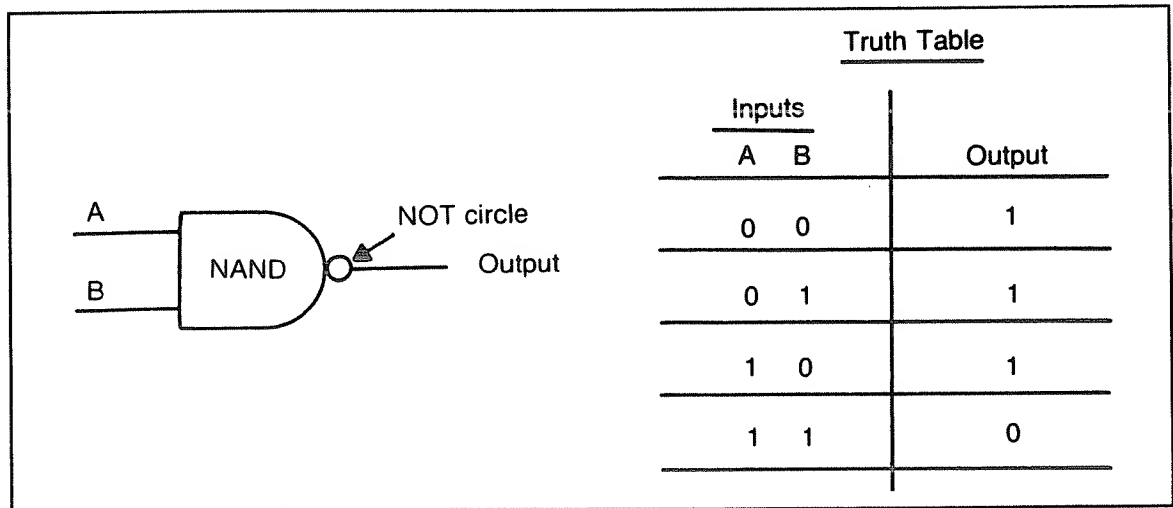 A
B
NAND
NOT circle
Output
Truth Table
Inputs
A B Output
0 0 1
0 1 1
1 0 1
1 1 0